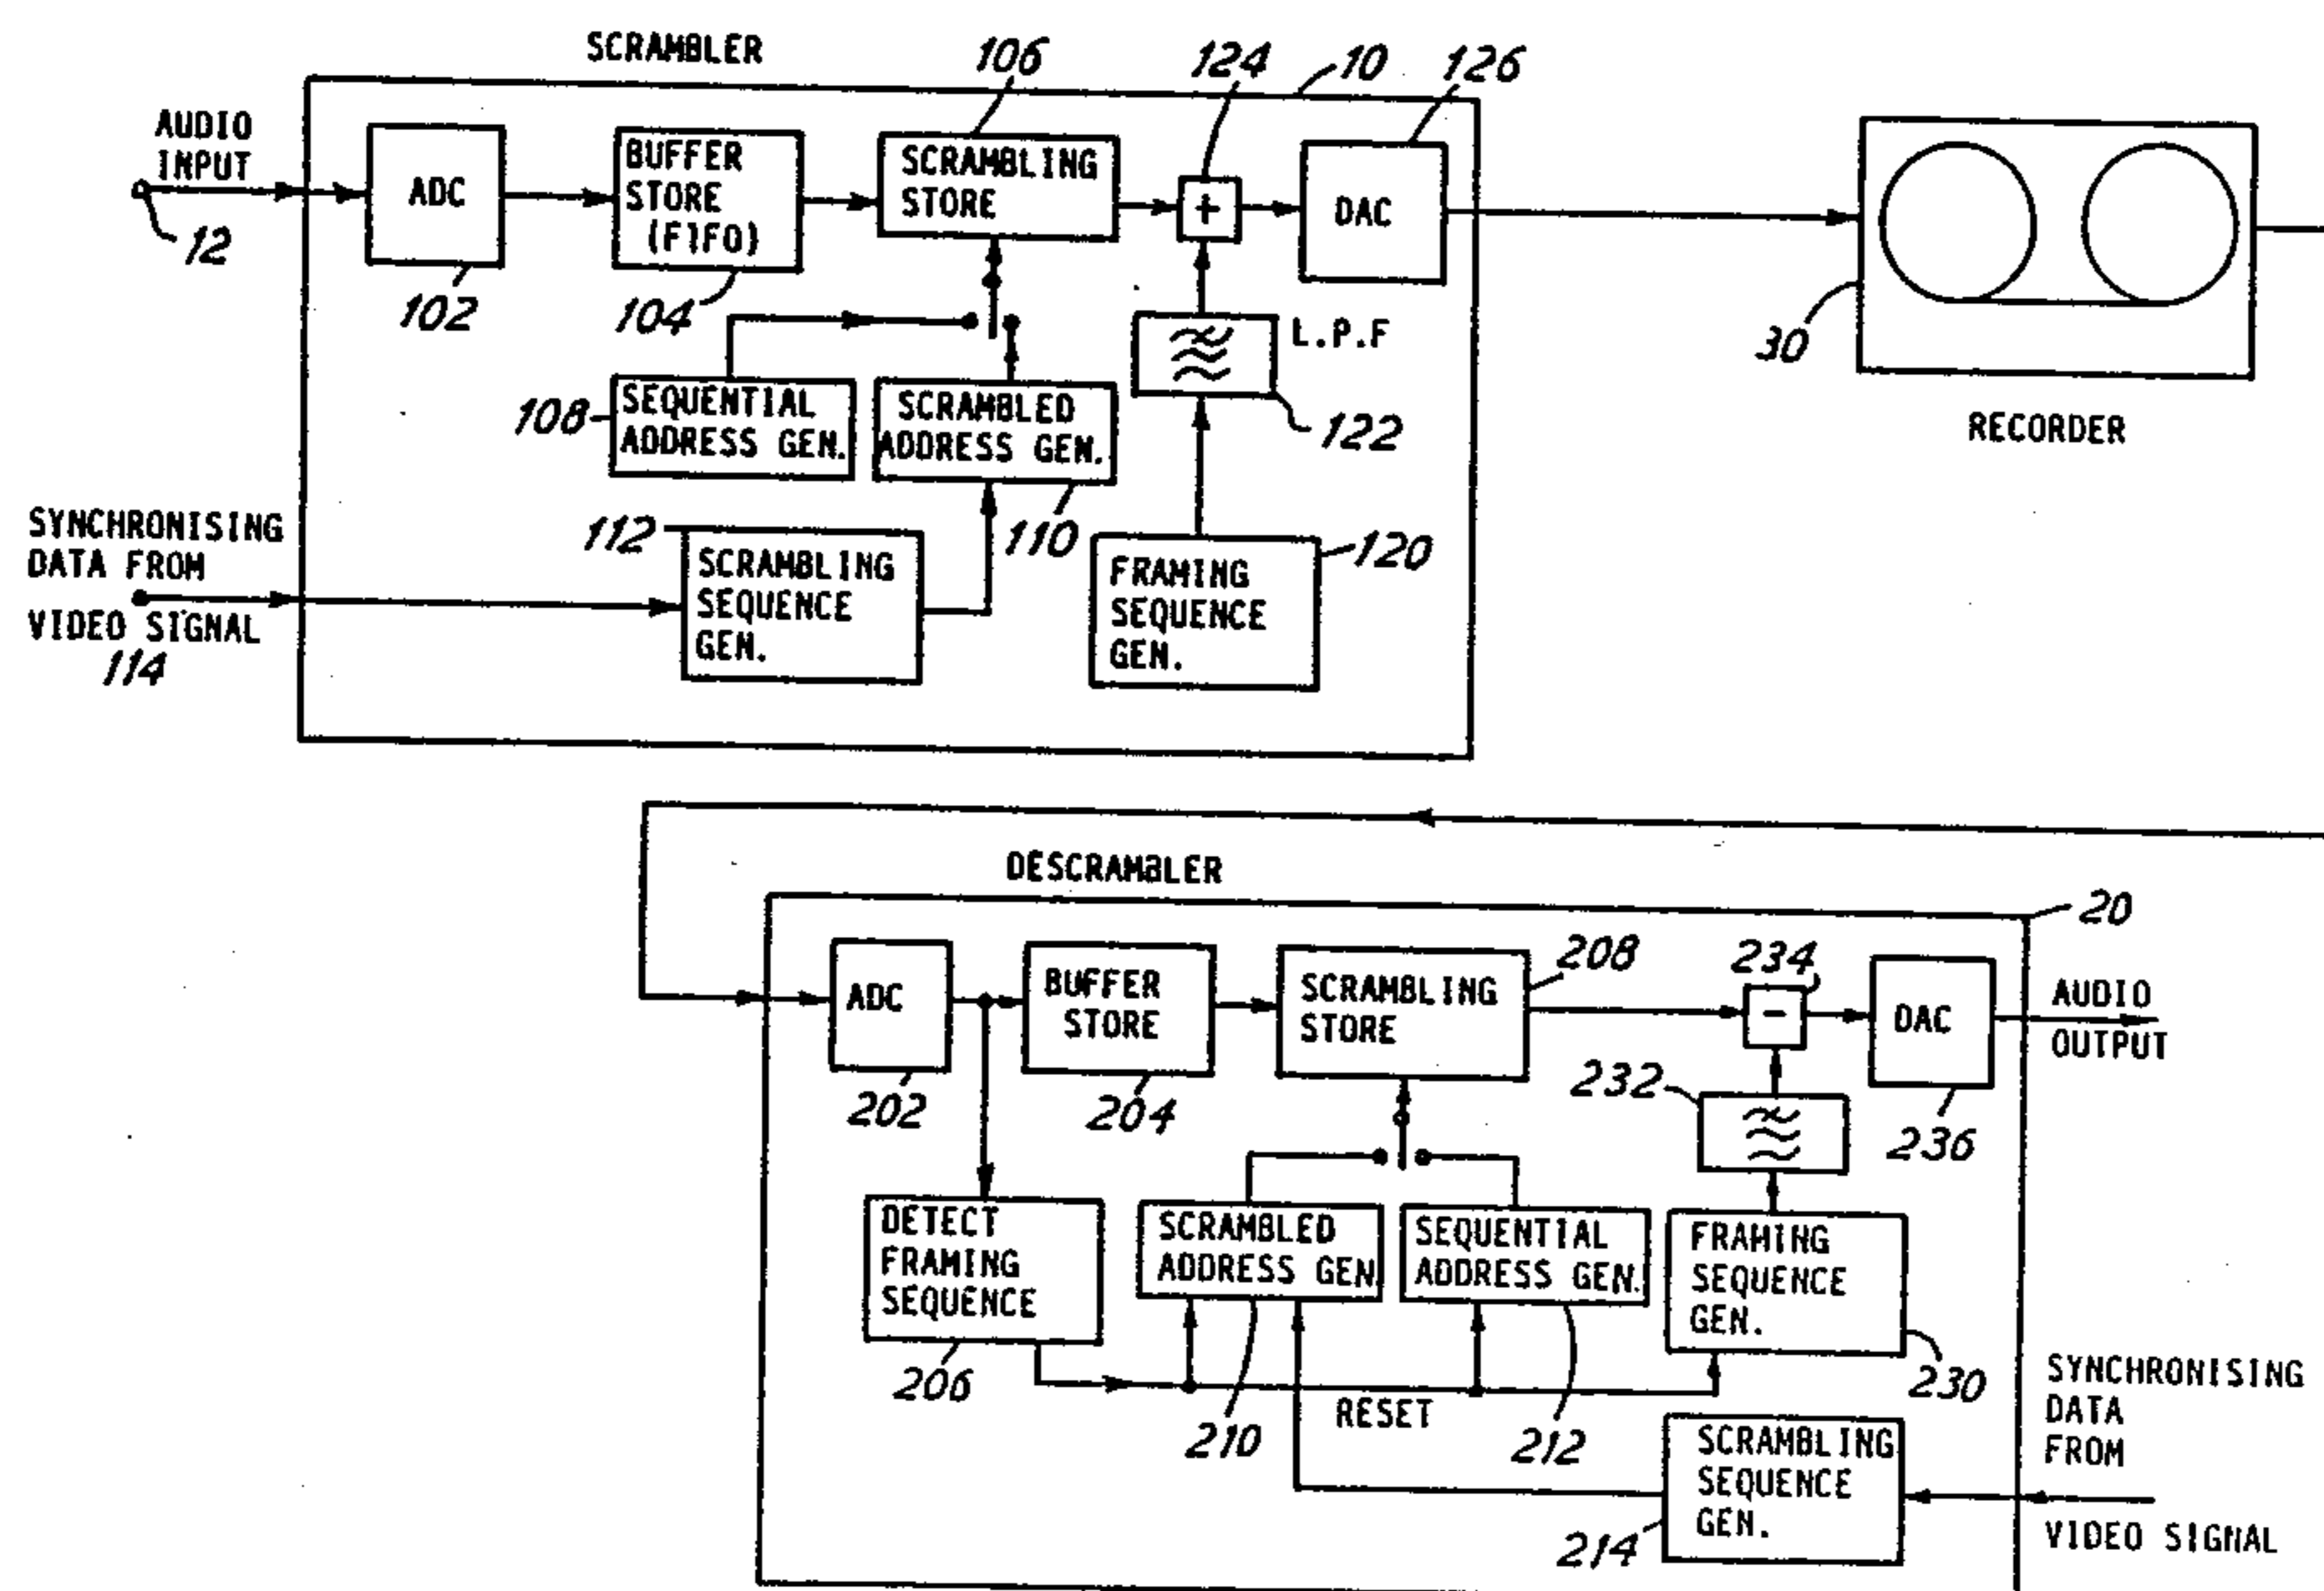 SCRAMBLER
106
124
10
126
AUDIO
INPUT
12
ADC
102
BUFFER
STORE
(FIFO)
104
SCRAMBLING
STORE
+
DAC
30
RECORDER
L.P.F
122
108
SEQUENTIAL
ADDRESS GEN.
SCRAMBLED
ADDRESS GEN.
110
SYNCHRONISING
DATA FROM
VIDEO SIGNAL
114
112
SCRAMBLING
SEQUENCE
GEN.
FRAMING
SEQUENCE
GEN.
120
DESCRAMBLER
20
ADC
202
BUFFER
STORE
204
SCRAMBLING
STORE
208
234
-
DAC
236
AUDIO
OUTPUT
232
DETECT
FRAMING
SEQUENCE
206
SCRAMBLED
ADDRESS GEN
210
SEQUENTIAL
ADDRESS GEN.
212
FRAMING
SEQUENCE
GEN.
230
RESET
SCRAMBLING
SEQUENCE
GEN.
214
SYNCHRONISING
DATA
FROM
VIDEO SIGNAL